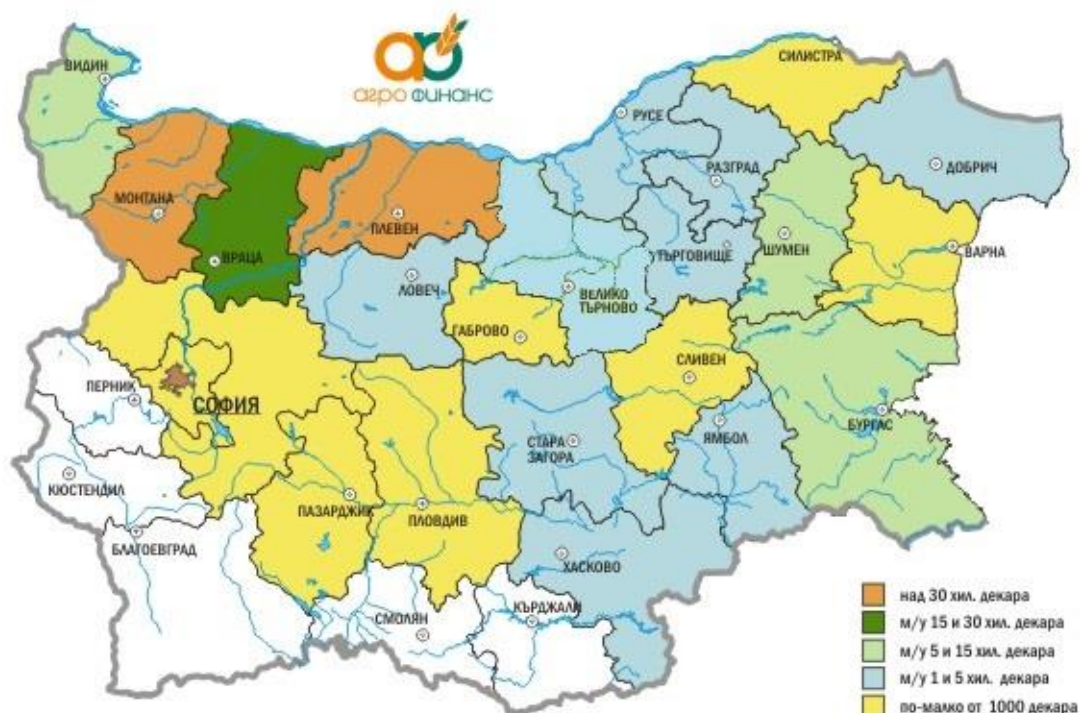 агро финанс
ВИДИН
СИЛИСТРА
РУСЕ
МОНТАНА
ПЛЕВЕН
РАЗГРАД
ДОБРИЧ
ВРАЦА
ЛОВЕЧ
ВЕЛИКО
ТЪРНОВО
ТЪРГОВИЩЕ
ШУМЕН
ВАРНА
ГАБРОВО
СЛИВЕН
ПЕРНИК
СОФИЯ
СТАРА
ЗАГОРА
ЯМБОЛ
БУРГАС
КЮСТЕНДИЛ
ПАЗАРДЖИК
ПЛОВДИВ
БЛАГОЕВГРАД
ХАСКОВО
СМОЛЯН
КЪРДЖАЛИ
над 30 хил. декара
м/у 15 и 30 хил. декара
м/у 5 и 15 хил. декара
м/у 1 и 5 хил. декара
по-малко от 1000 декара